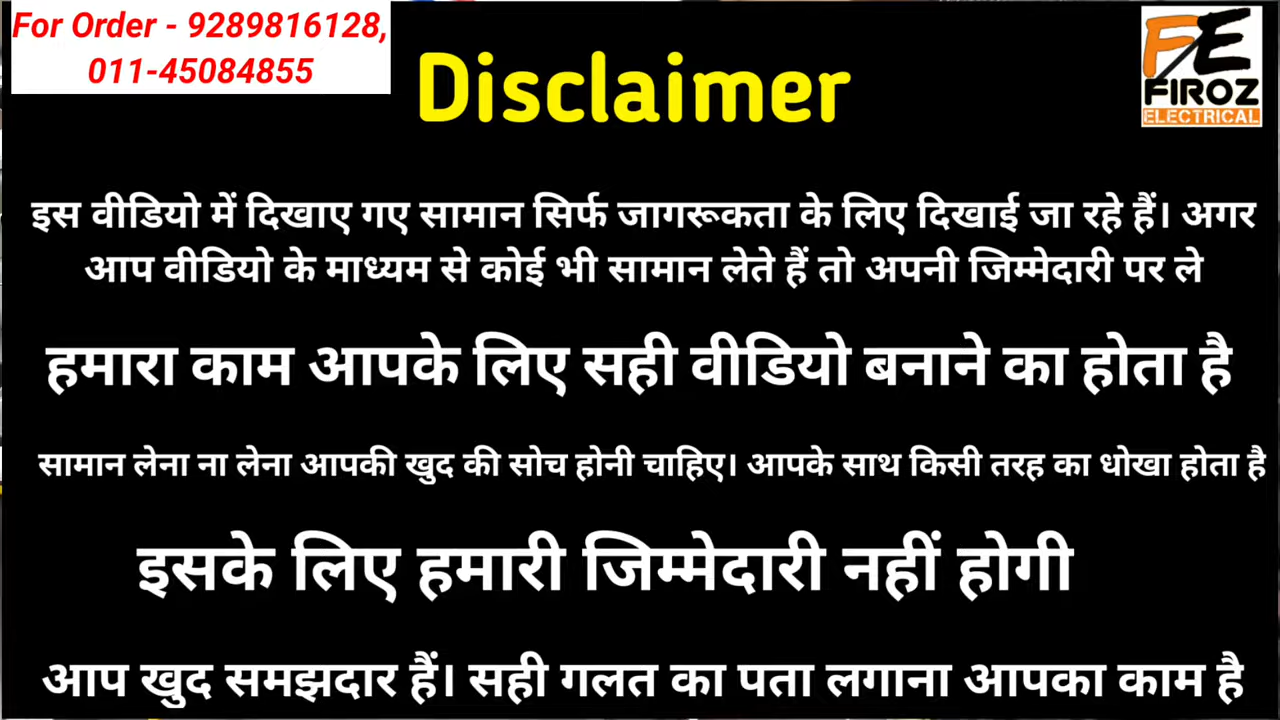 For Order - 9289816128,
011-45084855
Disclaimer
FE
FIROZ
ELECTRICAL
इस वीडियो में दिखाए गए सामान सिर्फ जागरूकता के लिए दिखाई जा रहे हैं। अगर
आप वीडियो के माध्यम से कोई भी सामान लेते हैं तो अपनी जिम्मेदारी पर ले
हमारा काम आपके लिए सही वीडियो बनाने का होता है
सामान लेना ना लेना आपकी खुद की सोच होनी चाहिए। आपके साथ किसी तरह का धोखा होता है
इसके लिए हमारी जिम्मेदारी नहीं होगी
आप खुद समझदार हैं। सही गलत का पता लगाना आपका काम है